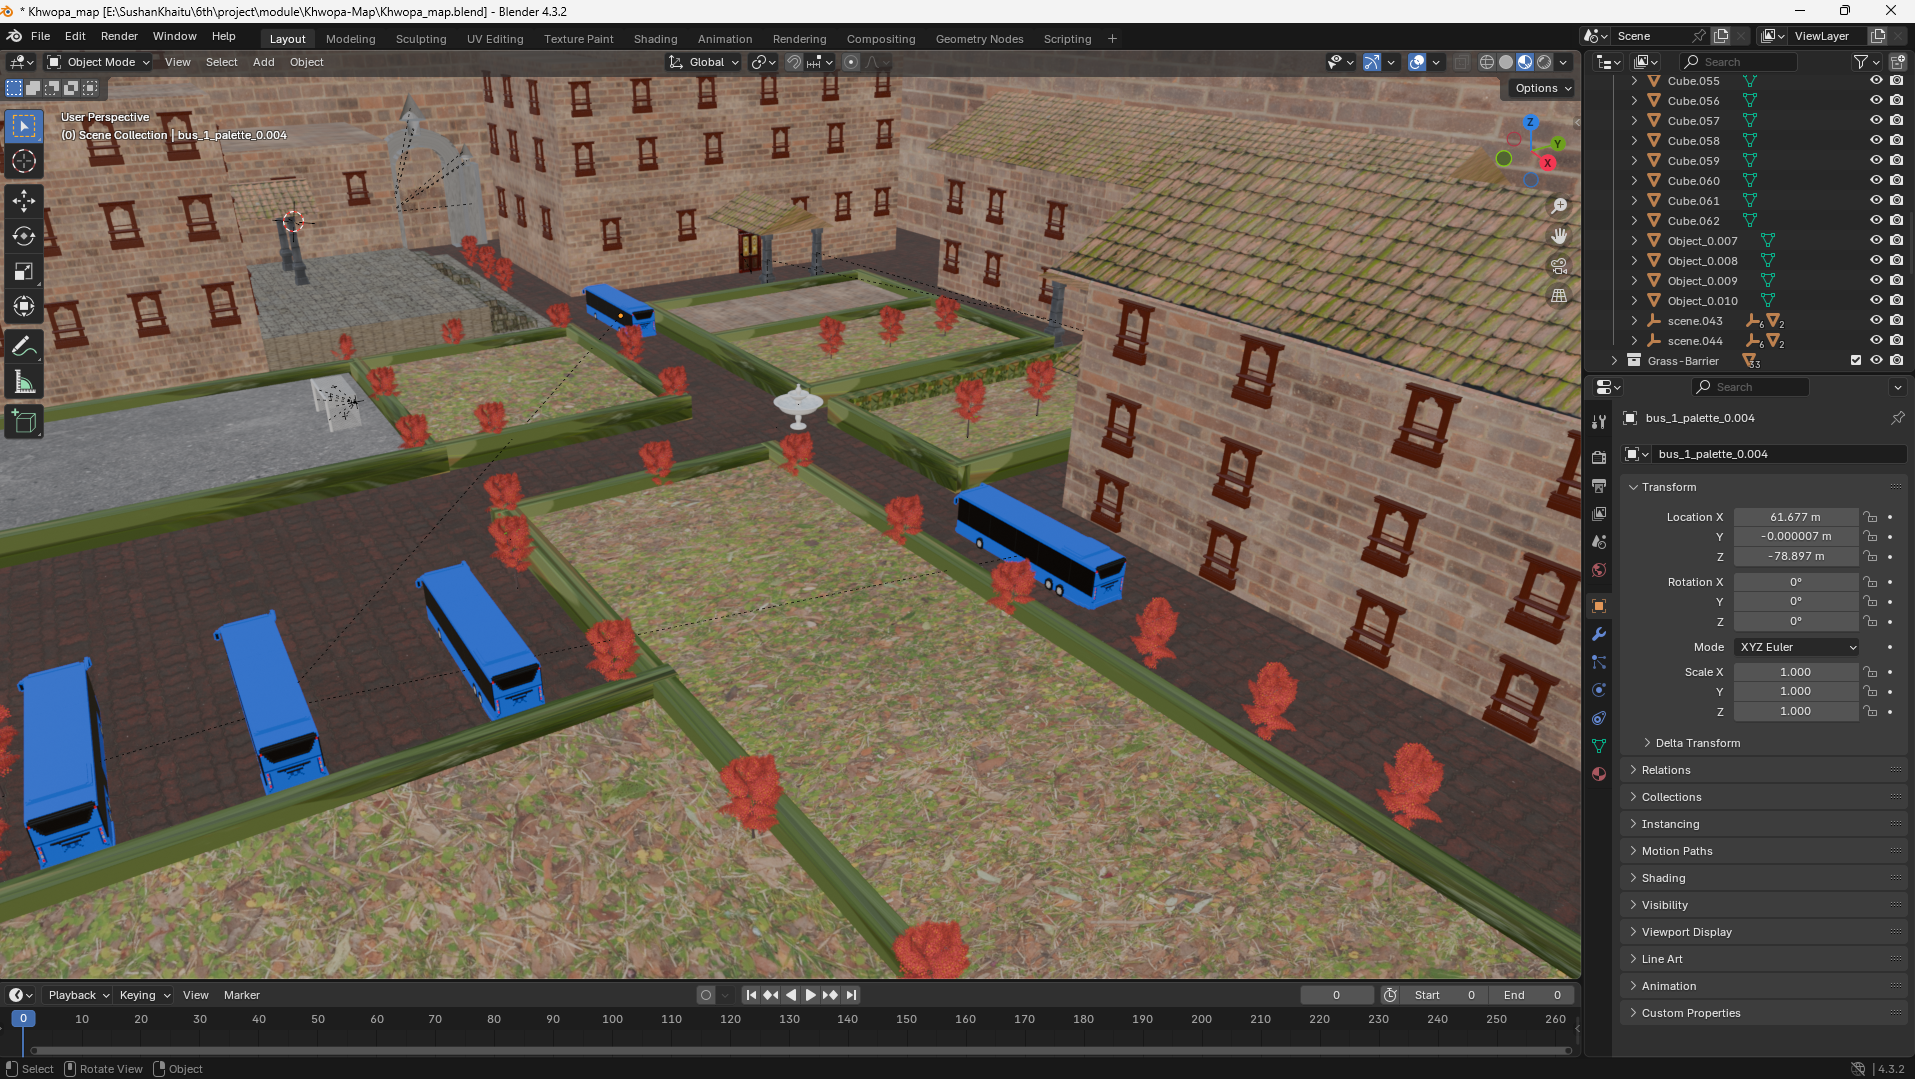 * Khwopa_map [E:\SushanKhaitu\6th\project\module\Khwopa-Map\Khwopa_map.blend] - Blender 4.3.2
File Edit Render Window Help
Layout Modeling Sculpting UV Editing Texture Paint Shading Animation Rendering Compositing Geometry Nodes Scripting +
Scene
ViewLayer
Object Mode View Select Add Object
Global
Search
Options
User Perspective
(0) Scene Collection | bus_1_palette_0.004
Z
Y
X
Cube.055
Cube.056
Cube.057
Cube.058
Cube.059
Cube.060
Cube.061
Cube.062
Object_0.007
Object_0.008
Object_0.009
Object_0.010
scene.043 6 2
scene.044 6 2
Grass-Barrier 33
Search
bus_1_palette_0.004
bus_1_palette_0.004
Transform
Location X 61.677 m
Y -0.000007 m
Z -78.897 m
Rotation X 0°
Y 0°
Z 0°
Mode XYZ Euler
Scale X 1.000
Y 1.000
Z 1.000
Delta Transform
Relations
Collections
Instancing
Motion Paths
Shading
Visibility
Viewport Display
Line Art
Animation
Custom Properties
Playback Keying View Marker
0 Start 0 End 0
0 10 20 30 40 50 60 70 80 90 100 110 120 130 140 150 160 170 180 190 200 210 220 230 240 250 260
Select Rotate View Object
4.3.2